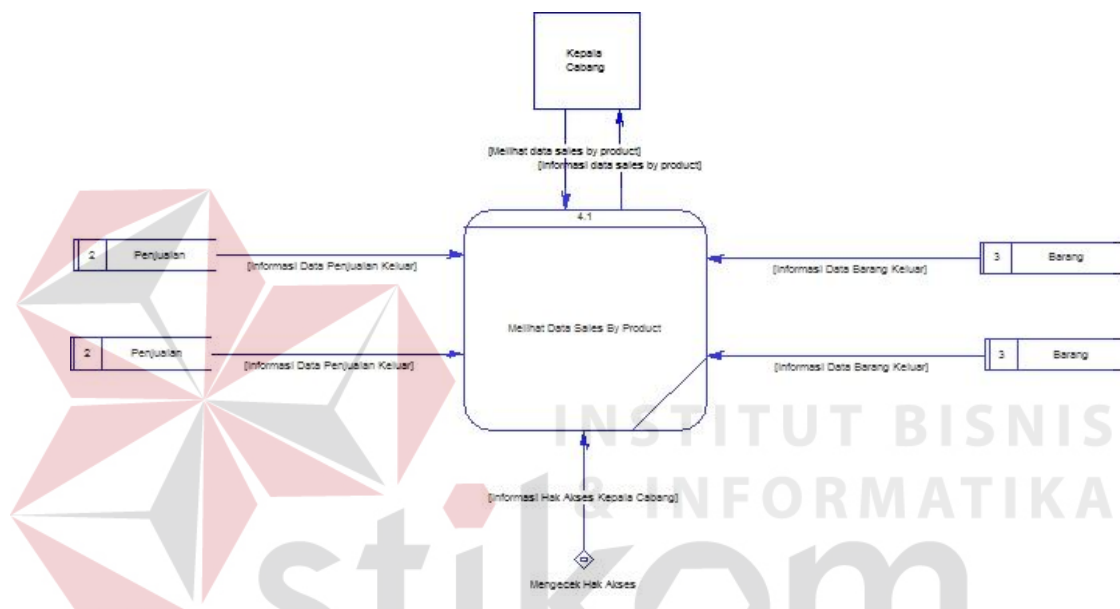 Kepala
Cabang
[Melihat data sales by product]
[Informasi data sales by product]
4.1
2 Penjualan
[Informasi Data Penjualan Keluar]
[Informasi Data Barang Keluar]
3 Barang
Melihat Data Sales By Product
2 Penjualan
[Informasi Data Penjualan Keluar]
[Informasi Data Barang Keluar]
3 Barang
INSTITUT BISNIS
& INFORMATIKA
[Informasi Hak Akses Kepala Cabang]
stikom
Mengecek Hak Akses